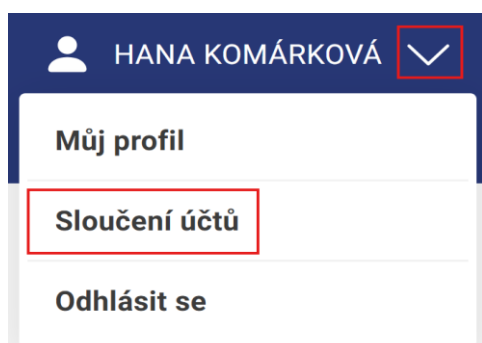 HANA KOMÁRKOVÁ
Můj profil
Sloučení účtů
Odhlásit se